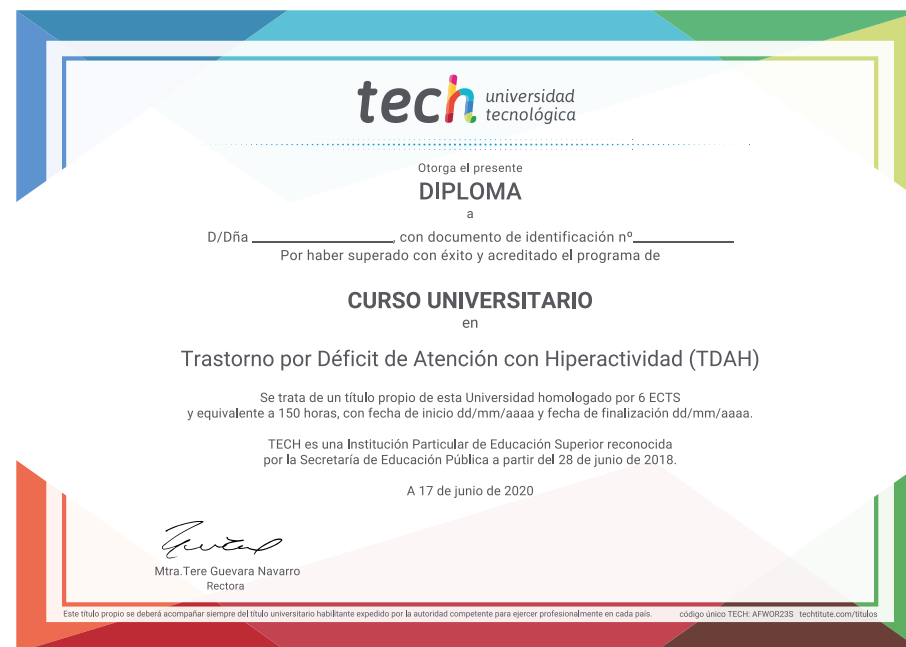 tech universidad
tecnológica
Otorga el presente
DIPLOMA
a
D/Dña ____________________, con documento de identificación nº______________
Por haber superado con éxito y acreditado el programa de
CURSO UNIVERSITARIO
en
Trastorno por Déficit de Atención con Hiperactividad (TDAH)
Se trata de un título propio de esta Universidad homologado por 6 ECTS
y equivalente a 150 horas, con fecha de inicio dd/mm/aaaa y fecha de finalización dd/mm/aaaa.
TECH es una Institución Particular de Educación Superior reconocida
por la Secretaría de Educación Pública a partir del 28 de junio de 2018.
A 17 de junio de 2020
Mtra.Tere Guevara Navarro
Rectora
Este título propio se deberá acompañar siempre del título universitario habilitante expedido por la autoridad competente para ejercer profesionalmente en cada país. código único TECH: AFWOR23S techtitute.com/titulos